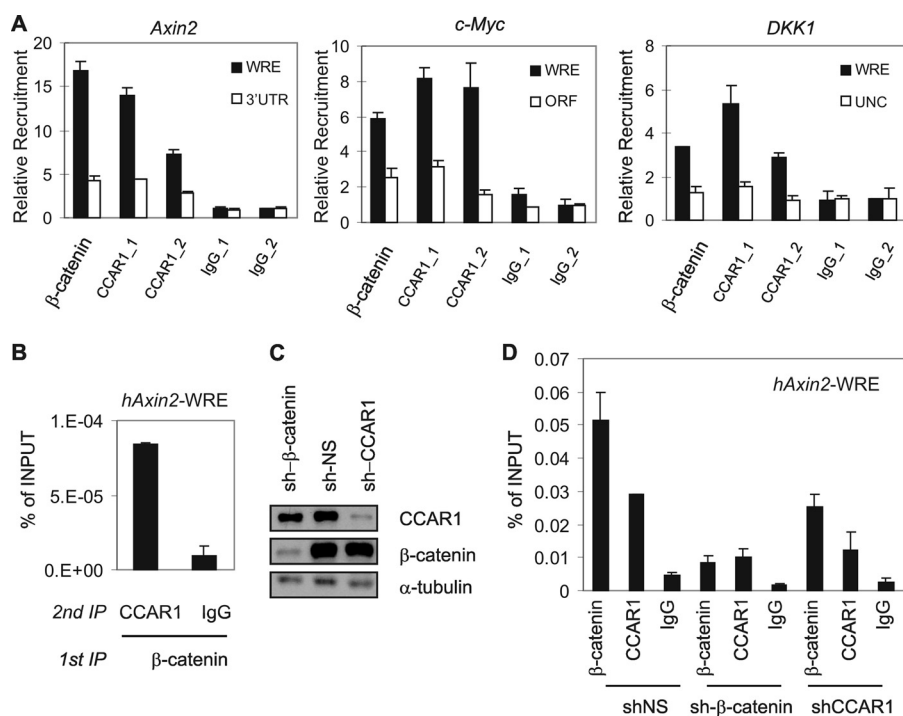 A
Axin2
Relative Recruitment
20
15
10
5
0
WRE
3'UTR
β-catenin
CCAR1_1
CCAR1_2
IgG_1
IgG_2
c-Myc
Relative Recruitment
10
8
6
4
2
0
WRE
ORF
β-catenin
CCAR1_1
CCAR1_2
IgG_1
IgG_2
DKK1
Relative Recruitment
8
6
4
2
0
WRE
UNC
β-catenin
CCAR1_1
CCAR1_2
IgG_1
IgG_2
B
hAxin2-WRE
% of INPUT
1.E-04
5.E-05
0.E+00
2nd IP CCAR1 IgG
1st IP β-catenin
C
sh-β-catenin
sh-NS
sh-CCAR1
CCAR1
β-catenin
α-tubulin
D
hAxin2-WRE
% of INPUT
0.07
0.06
0.05
0.04
0.03
0.02
0.01
0
β-catenin
CCAR1
IgG
β-catenin
CCAR1
IgG
β-catenin
CCAR1
IgG
shNS sh-β-catenin shCCAR1